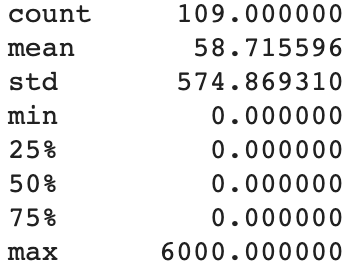 count 109.000000
mean 58.715596
std 574.869310
min 0.000000
25% 0.000000
50% 0.000000
75% 0.000000
max 6000.000000